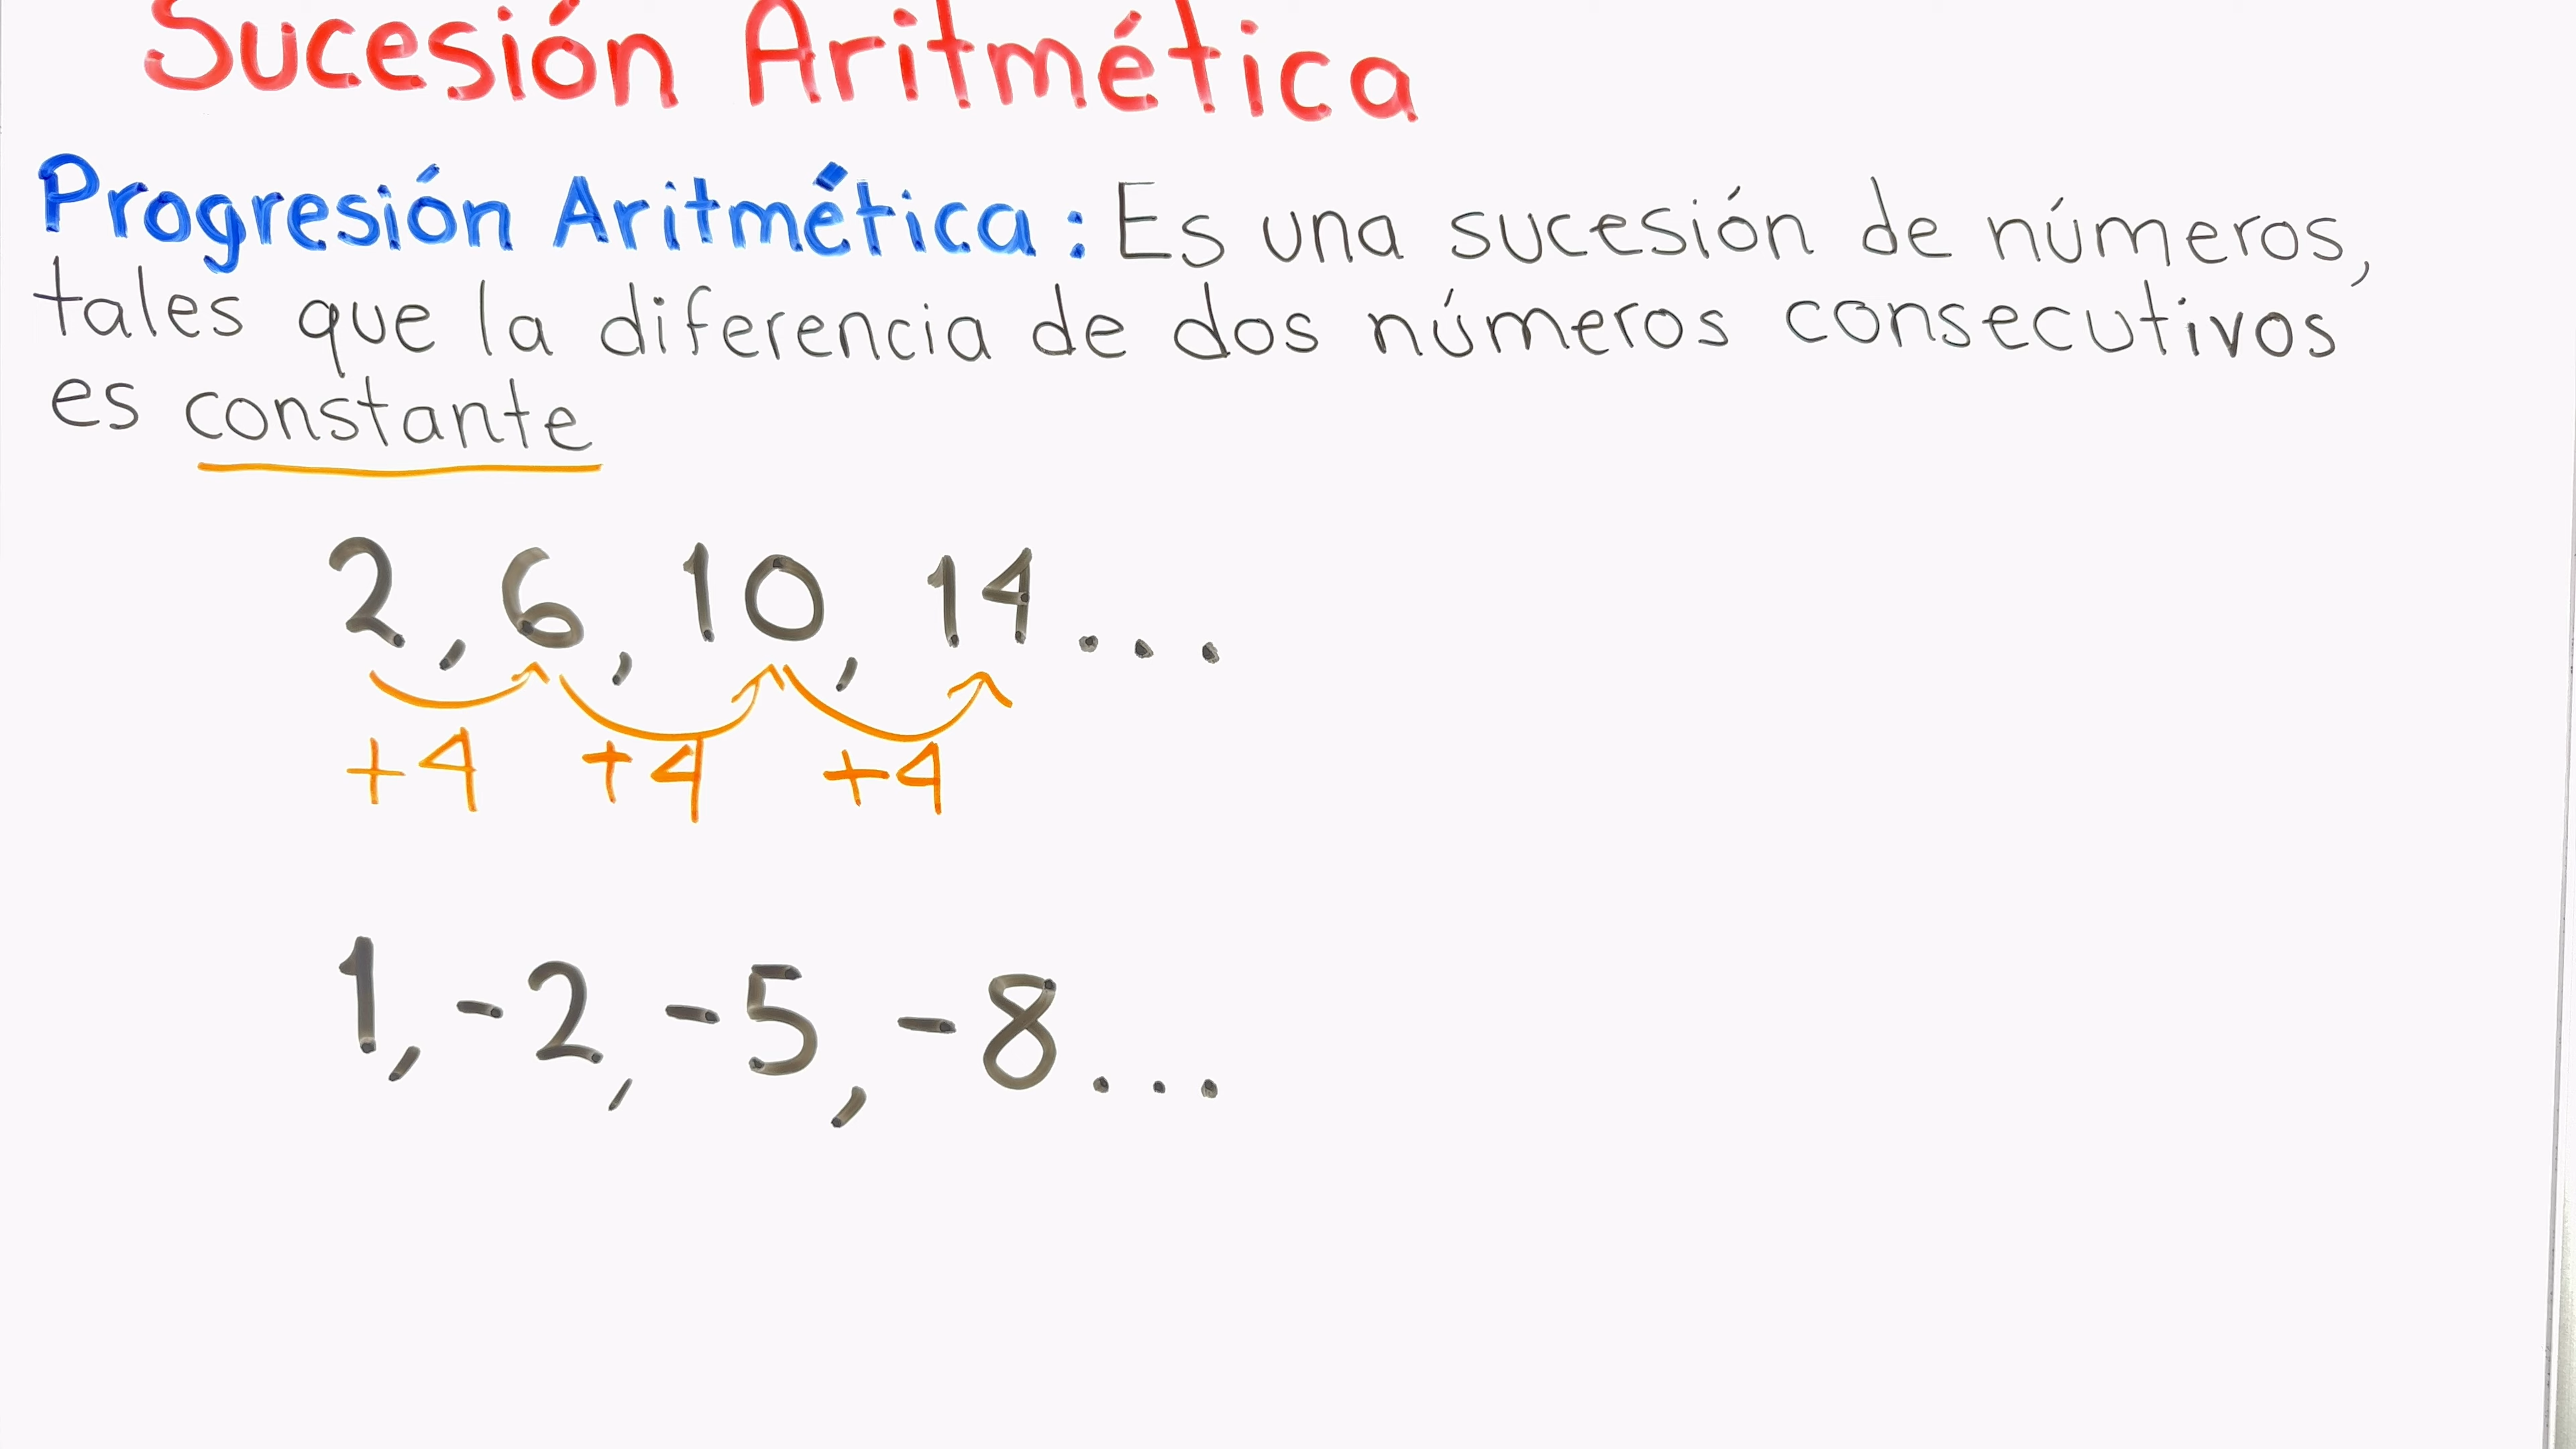 Sucesión Aritmética
Progresión Aritmética: Es una sucesión de números,
tales que la diferencia de dos números consecutivos
es constante
2, 6, 10, 14...
+4 +4 +4
1, -2, -5, -8...